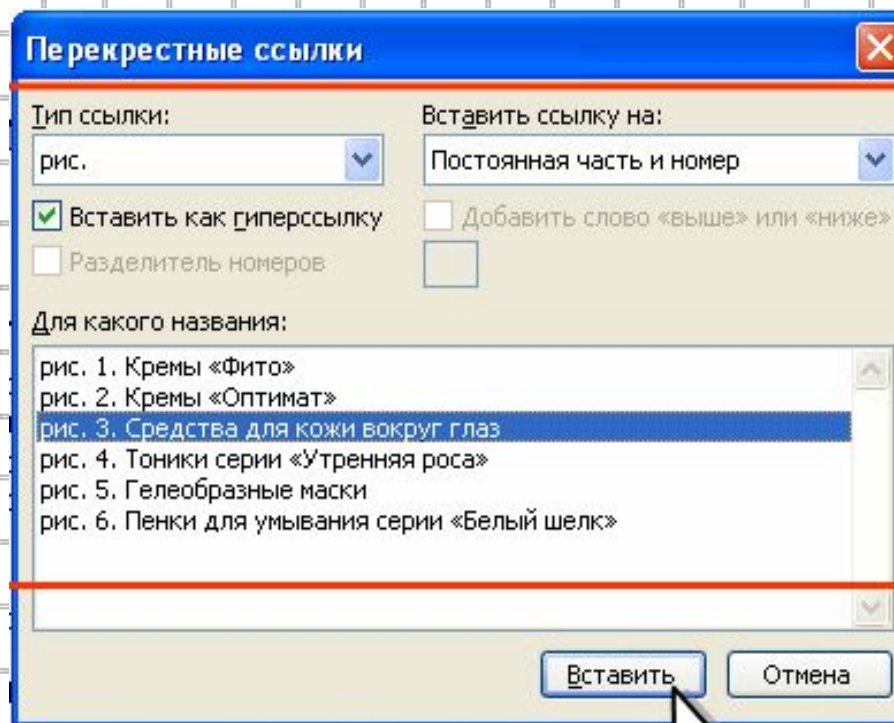 Перекрестные ссылки
Тип ссылки:
Вставить ссылку на:
рис.
Постоянная часть и номер
Вставить как гиперссылку
Добавить слово «выше» или «ниже»
Разделитель номеров
Для какого названия:
рис. 1. Кремы «Фито»
рис. 2. Кремы «Оптимат»
рис. 3. Средства для кожи вокруг глаз
рис. 4. Тоники серии «Утренняя роса»
рис. 5. Гелеобразные маски
рис. 6. Пенки для умывания серии «Белый шелк»
Вставить
Отмена